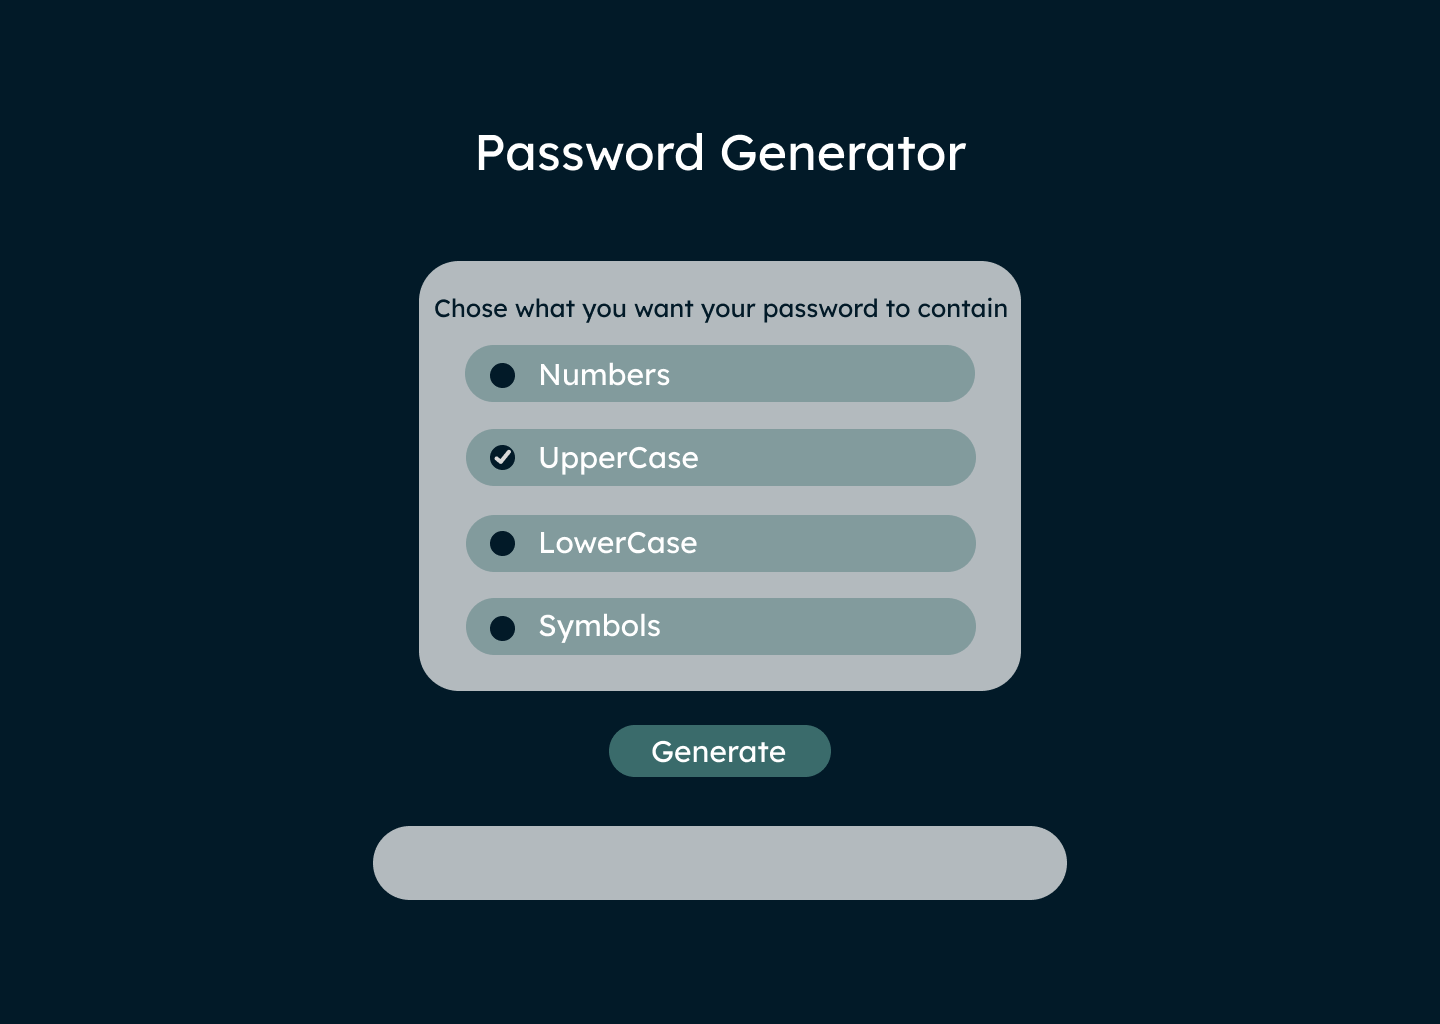 Password Generator
Chose what you want your password to contain
Numbers
UpperCase
LowerCase
Symbols
Generate